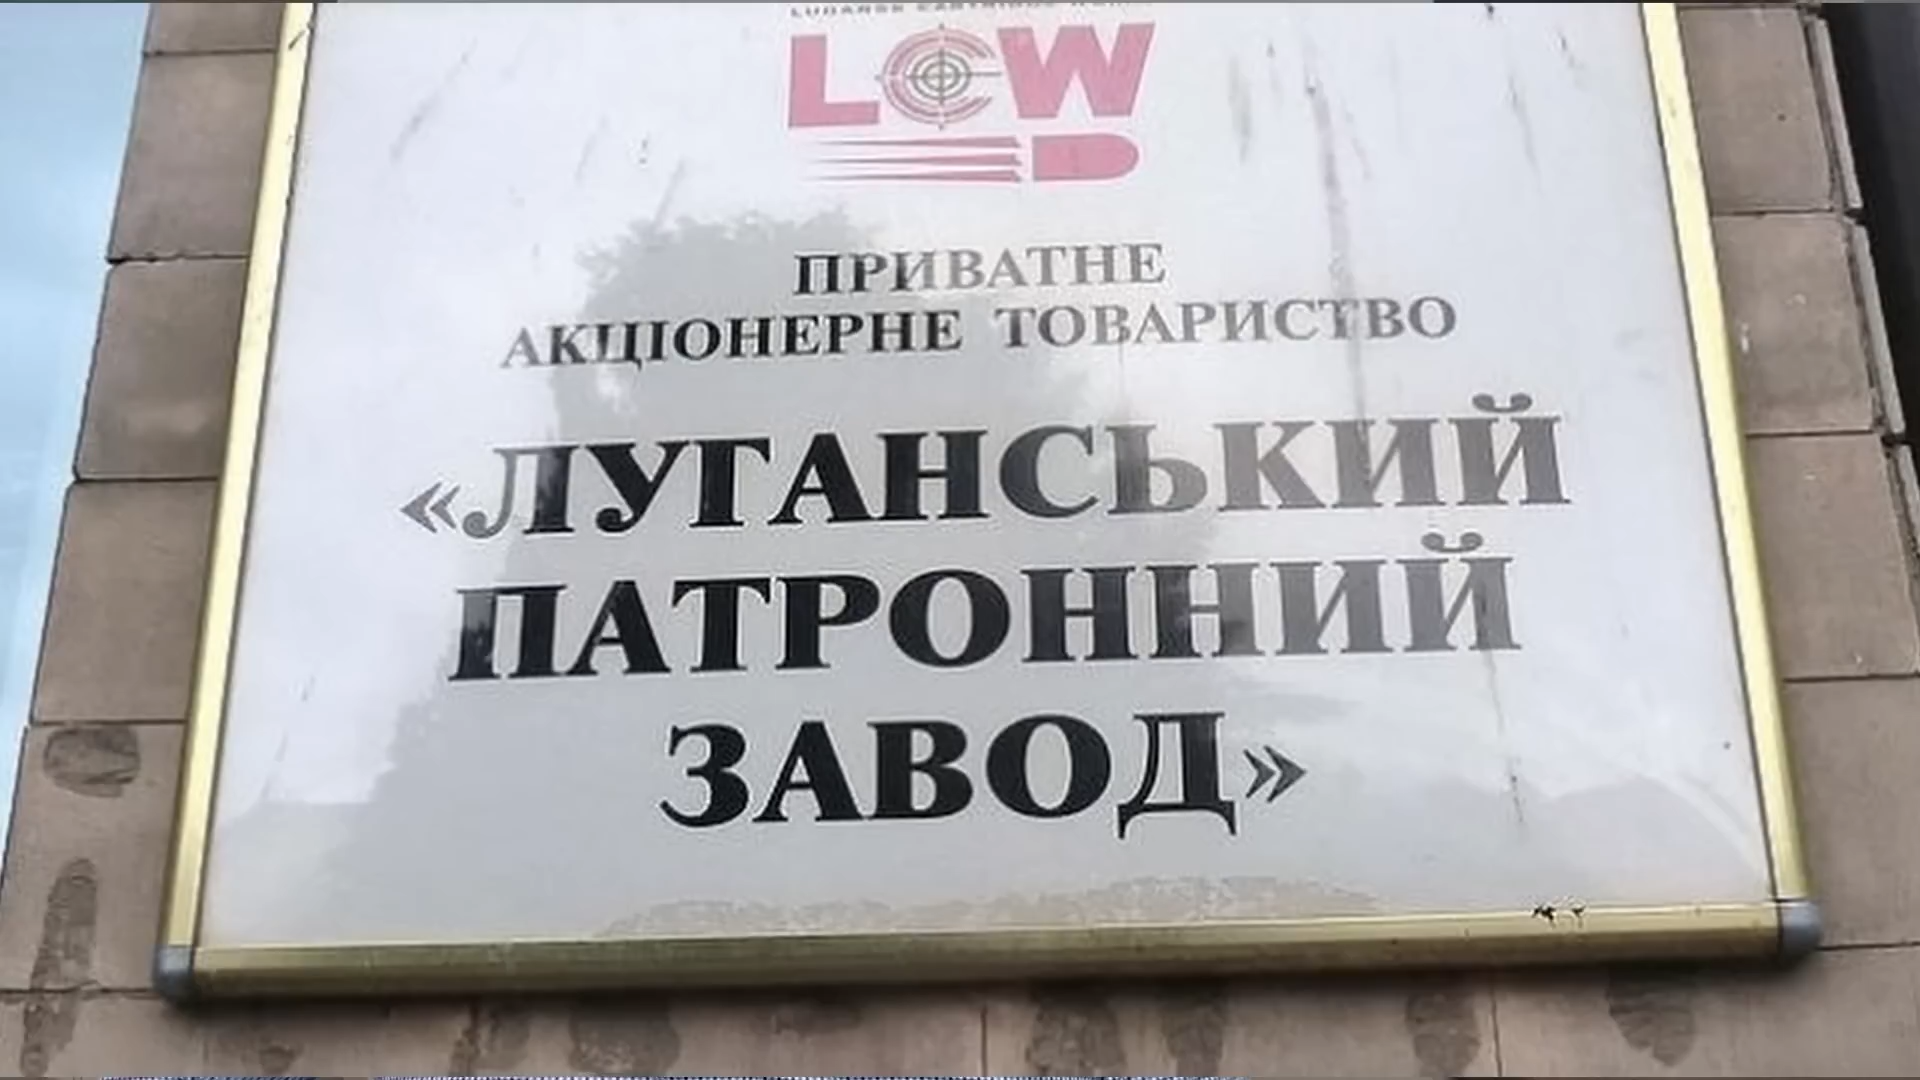 LCW
ПРИВАТНЕ
АКЦІОНЕРНЕ ТОВАРИСТВО
«ЛУГАНСЬКИЙ
ПАТРОННИЙ
ЗАВОД»